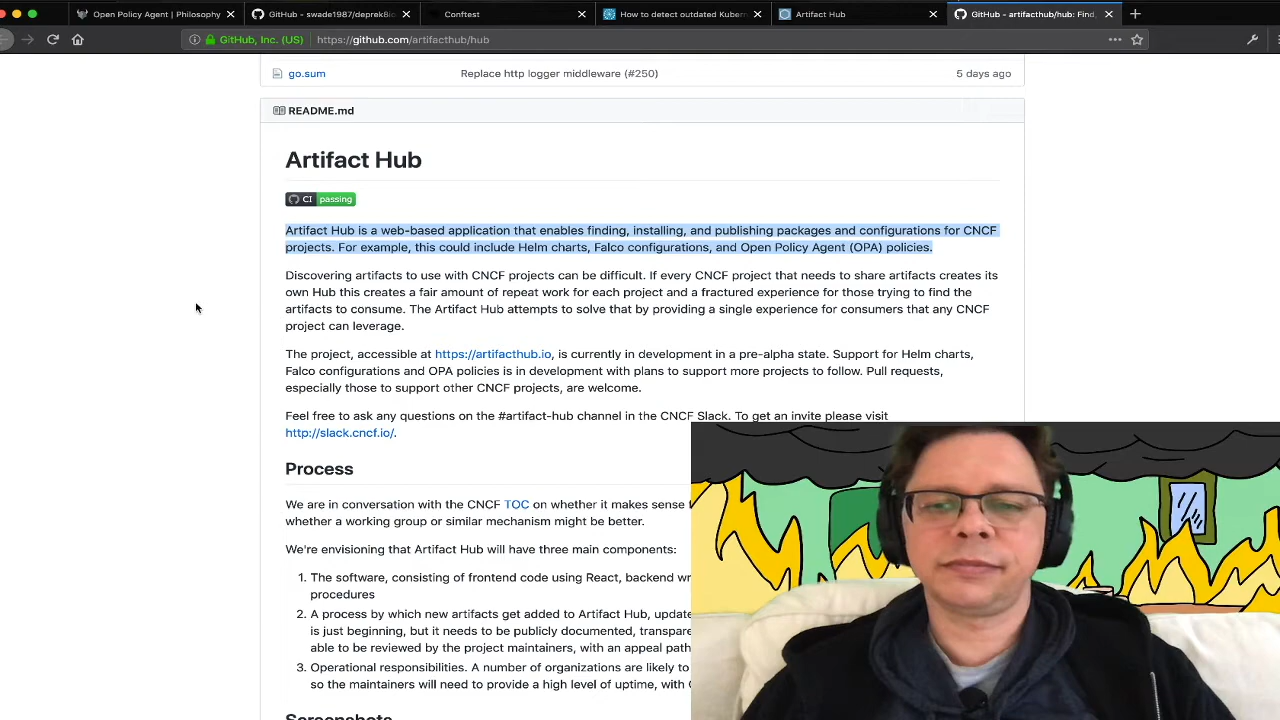 Open Policy Agent | Philosophy
GitHub - swade1987/deprek8io
Conftest
How to detect outdated Kubern
Artifact Hub
GitHub - artifacthub/hub: Find,
GitHub, Inc. (US)
https://github.com/artifacthub/hub
go.sum
Replace http logger middleware (#250)
5 days ago
README.md
Artifact Hub
CI passing
Artifact Hub is a web-based application that enables finding, installing, and publishing packages and configurations for CNCF
projects. For example, this could include Helm charts, Falco configurations, and Open Policy Agent (OPA) policies.
Discovering artifacts to use with CNCF projects can be difficult. If every CNCF project that needs to share artifacts creates its
own Hub this creates a fair amount of repeat work for each project and a fractured experience for those trying to find the
artifacts to consume. The Artifact Hub attempts to solve that by providing a single experience for consumers that any CNCF
project can leverage.
The project, accessible at https://artifacthub.io, is currently in development in a pre-alpha state. Support for Helm charts,
Falco configurations and OPA policies is in development with plans to support more projects to follow. Pull requests,
especially those to support other CNCF projects, are welcome.
Feel free to ask any questions on the #artifact-hub channel in the CNCF Slack. To get an invite please visit
http://slack.cncf.io/.
Process
We are in conversation with the CNCF TOC on whether it makes sense
whether a working group or similar mechanism might be better.
We're envisioning that Artifact Hub will have three main components:
1. The software, consisting of frontend code using React, backend
procedures
2. A process by which new artifacts get added to Artifact Hub,
is just beginning, but it needs to be publicly documented,
able to be reviewed by the project maintainers, with an appeal path
3. Operational responsibilities. A number of organizations are likely to
so the maintainers will need to provide a high level of uptime, with
Screenshots